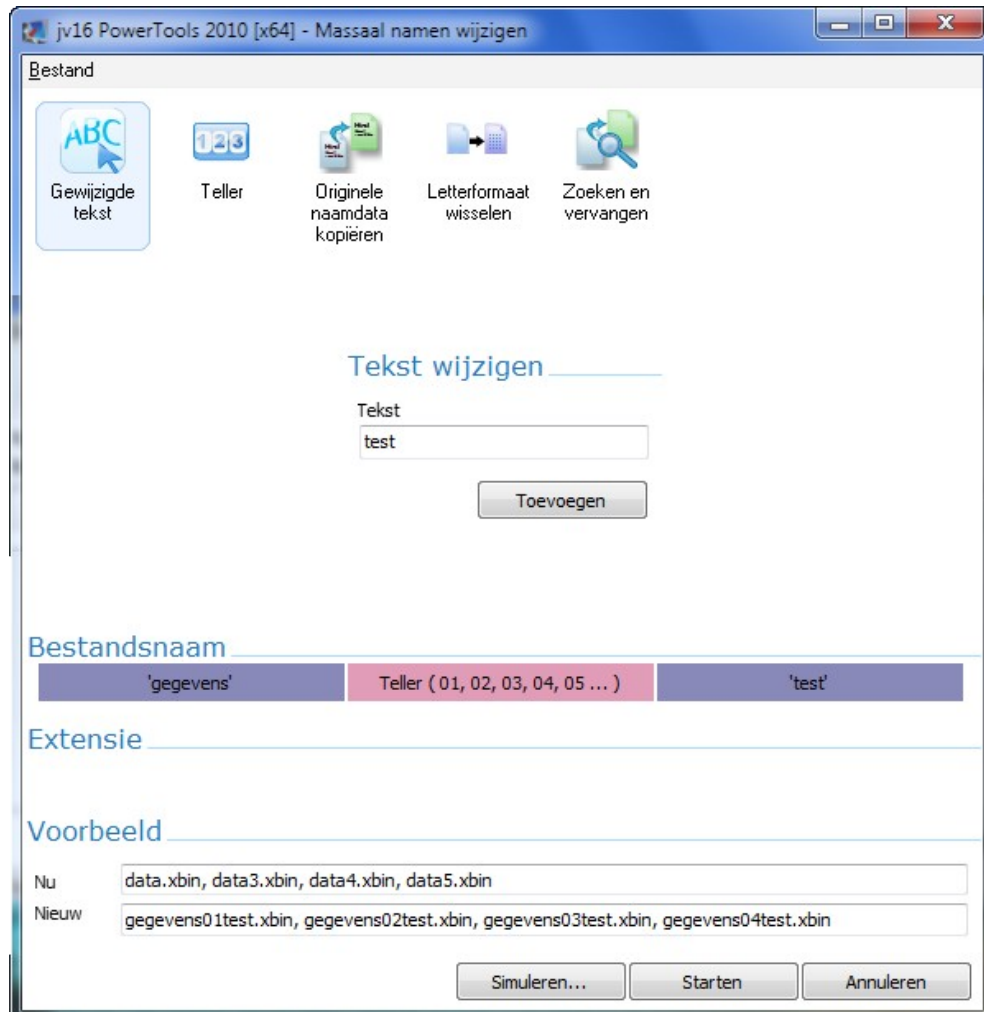 jv16 PowerTools 2010 [x64] - Massaal namen wijzigen
Bestand
ABC
123
Gewijzigde
tekst
Teller
Originele
naamdata
kopiëren
Letterformaat
wisselen
Zoeken en
vervangen
Tekst wijzigen
Tekst
test
Toevoegen
Bestandsnaam
'gegevens' Teller ( 01, 02, 03, 04, 05 ... ) 'test'
Extensie
Voorbeeld
Nu data.xbin, data3.xbin, data4.xbin, data5.xbin
Nieuw gegevens01test.xbin, gegevens02test.xbin, gegevens03test.xbin, gegevens04test.xbin
Simuleren... Starten Annuleren